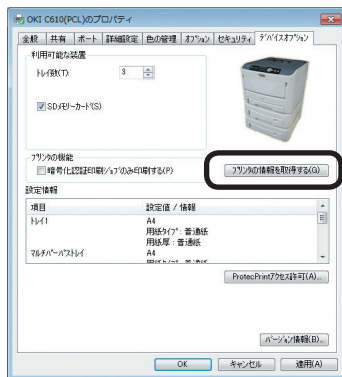 OKI C610(PCL)のプロパティ
全般 共有 ポート 詳細設定 色の管理 オプション セキュリティ デバイスオプション
利用可能な装置
トレイ数(T): 3
SDメモリーカード(S)
プリンタの機能
暗号化認証印刷ジョブのみ印刷する(P)
プリンタの情報を取得する(G)
設定情報
項目 設定値 / 情報
トレイ1 A4
用紙タイプ: 普通紙
用紙厚: 普通紙
マルチパーパストレイ A4
用紙タイプ: 普通紙
ProtecPrintアクセス許可(A)...
バージョン情報(B)...
OK キャンセル 適用(A)